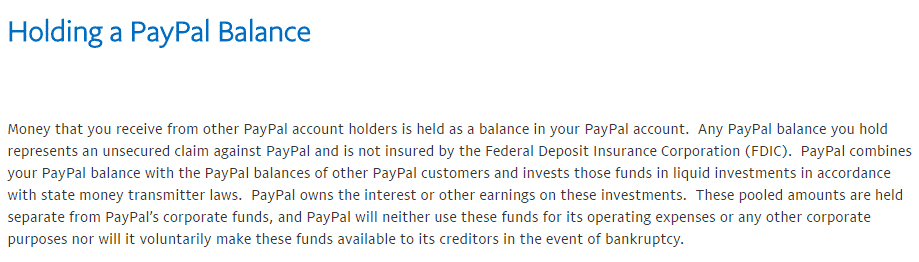 Holding a PayPal Balance
Money that you receive from other PayPal account holders is held as a balance in your PayPal account.  Any PayPal balance you hold
represents an unsecured claim against PayPal and is not insured by the Federal Deposit Insurance Corporation (FDIC).  PayPal combines
your PayPal balance with the PayPal balances of other PayPal customers and invests those funds in liquid investments in accordance
with state money transmitter laws.  PayPal owns the interest or other earnings on these investments.  These pooled amounts are held
separate from PayPal’s corporate funds, and PayPal will neither use these funds for its operating expenses or any other corporate
purposes nor will it voluntarily make these funds available to its creditors in the event of bankruptcy.